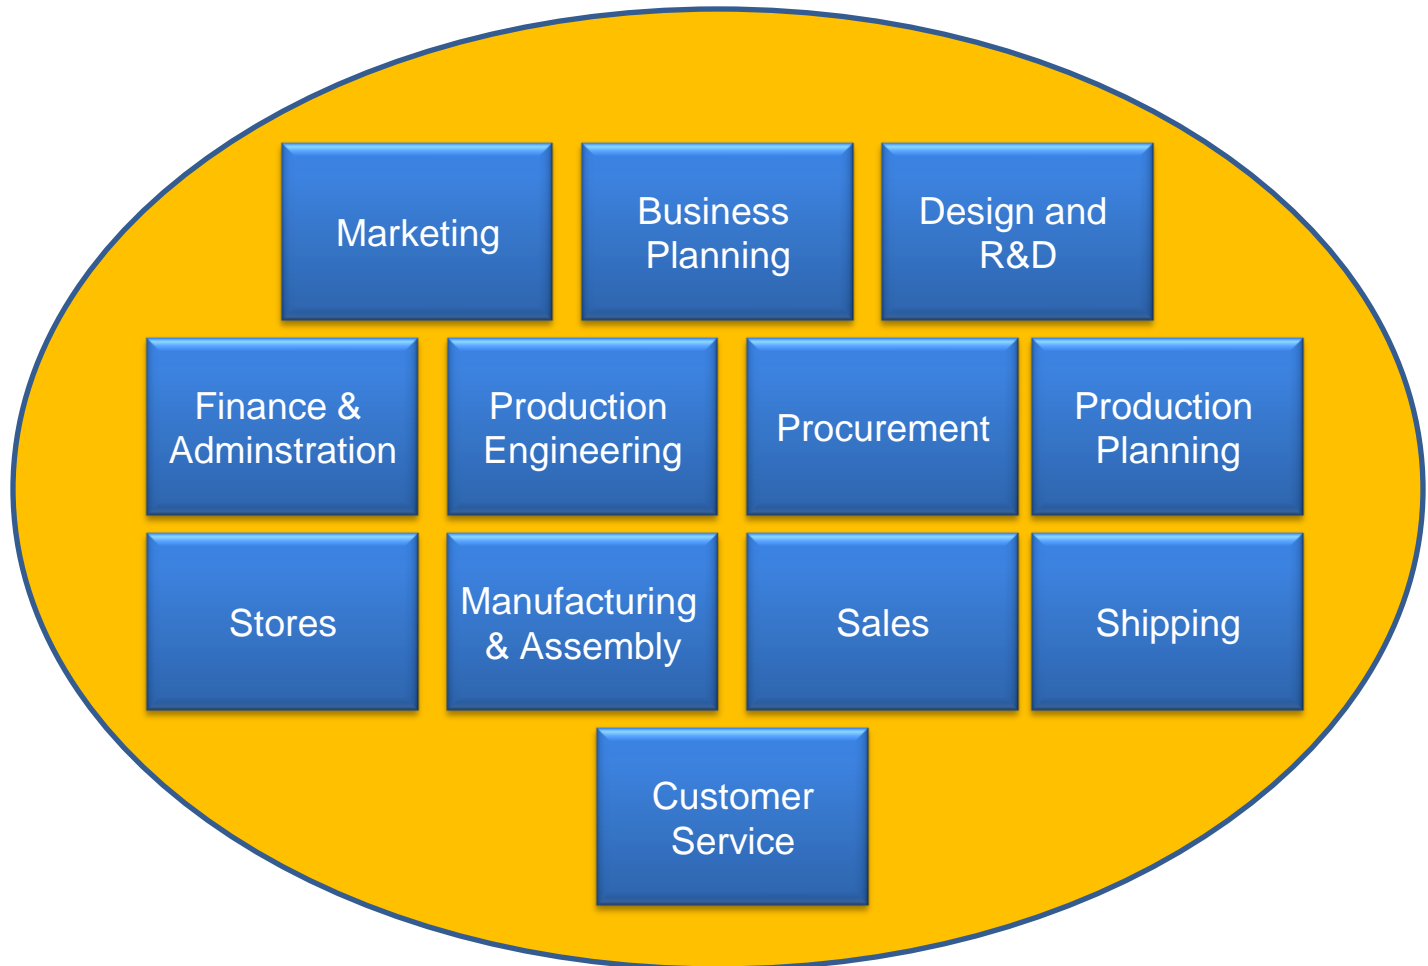 Marketing
Business
Planning
Design and
R&D
Finance &
Adminstration
Production
Engineering
Procurement
Production
Planning
Stores
Manufacturing
& Assembly
Sales
Shipping
Customer
Service